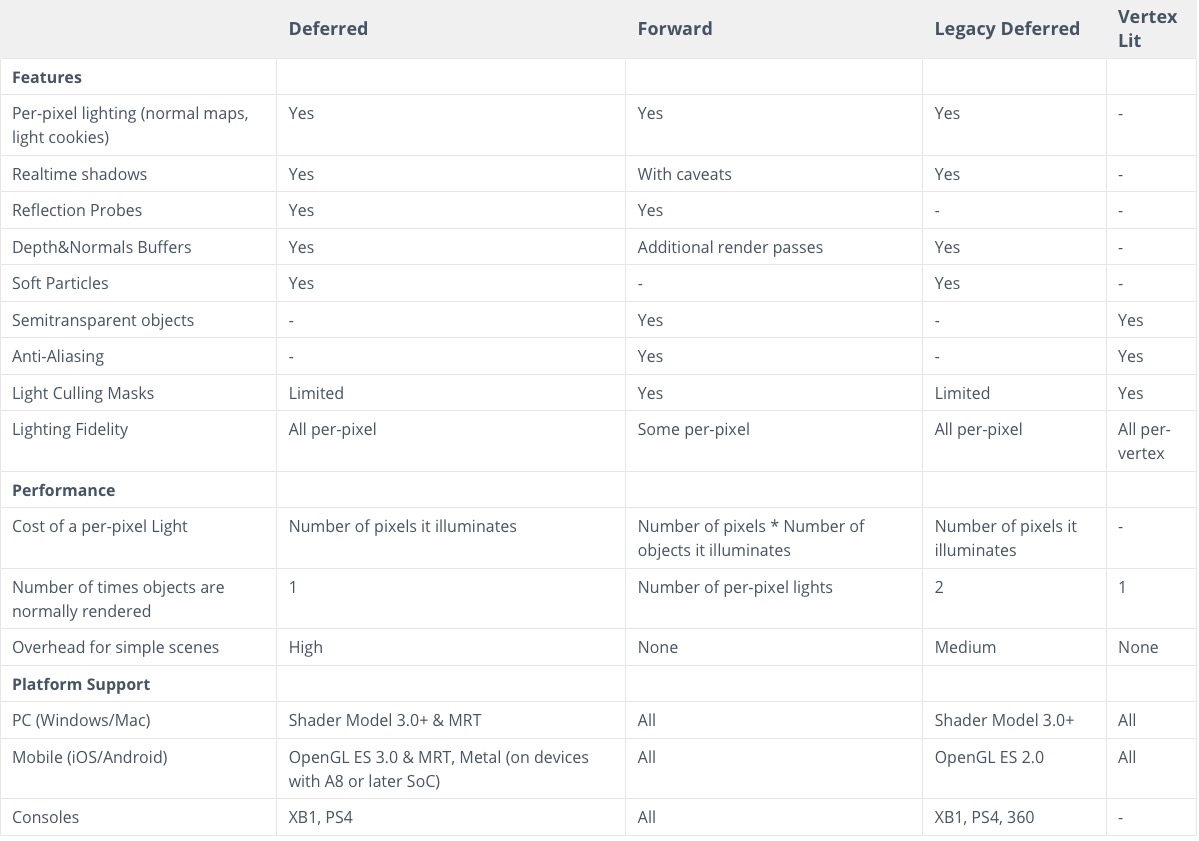 Deferred Forward Legacy Deferred Vertex
Lit
Features
Per-pixel lighting (normal maps, Yes Yes Yes -
light cookies)
Realtime shadows Yes With caveats Yes -
Reflection Probes Yes Yes - -
Depth&Normals Buffers Yes Additional render passes Yes -
Soft Particles Yes - Yes -
Semitransparent objects - Yes - Yes
Anti-Aliasing - Yes - Yes
Light Culling Masks Limited Yes Limited Yes
Lighting Fidelity All per-pixel Some per-pixel All per-pixel All per-
vertex
Performance
Cost of a per-pixel Light Number of pixels it illuminates Number of pixels * Number of Number of pixels it -
objects it illuminates illuminates
Number of times objects are 1 Number of per-pixel lights 2 1
normally rendered
Overhead for simple scenes High None Medium None
Platform Support
PC (Windows/Mac) Shader Model 3.0+ & MRT All Shader Model 3.0+ All
Mobile (iOS/Android) OpenGL ES 3.0 & MRT, Metal (on devices All OpenGL ES 2.0 All
with A8 or later SoC)
Consoles XB1, PS4 All XB1, PS4, 360 -